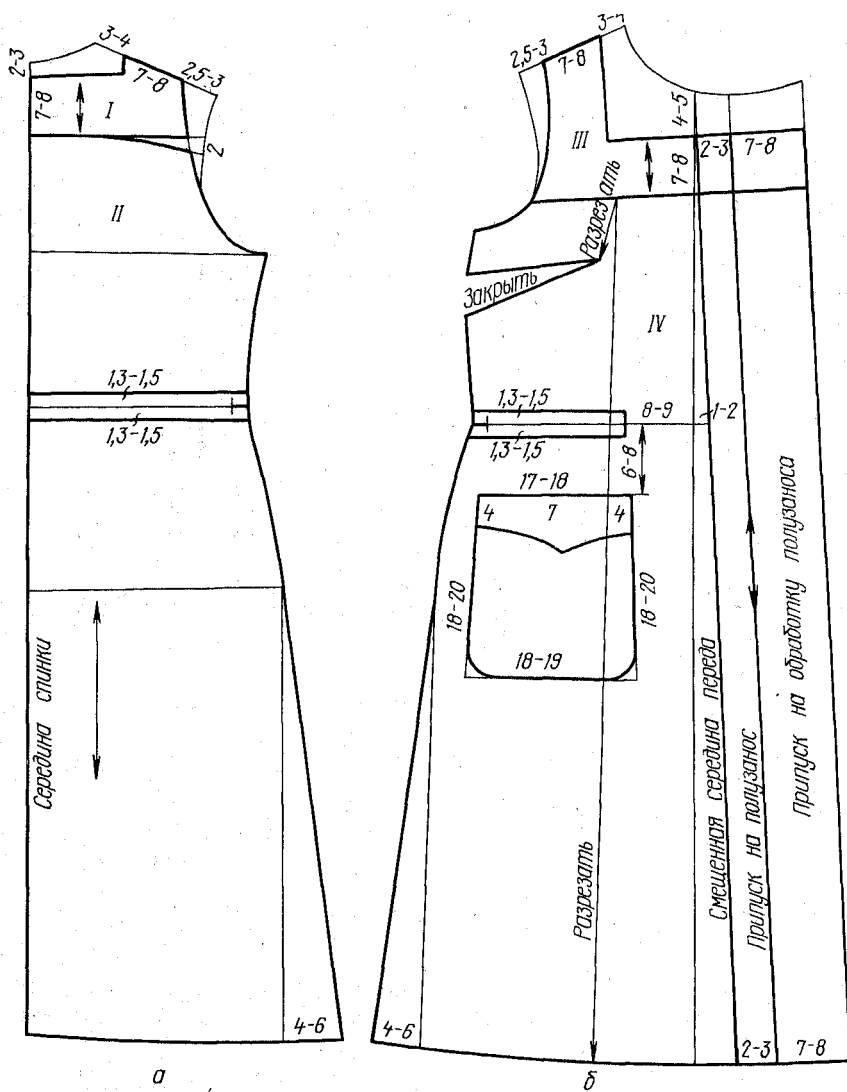 3-4
2-3
7-8
2,5-3
7-8
I
2
II
1,3-1,5
1,3-1,5
Середина спинки
4-6
а
3-4
2,5-3
7-8
4-5
III
2-3
7-8
7-8
Разрезать
Закрыть
IV
1,3-1,5
8-9
1-2
1,3-1,5
6-8
17-18
4
7
4
18-20
18-20
18-19
Разрезать
Смещенная середина переда
Припуск на полузанос
Припуск на обработку полузаноса
4-6
2-3
7-8
б